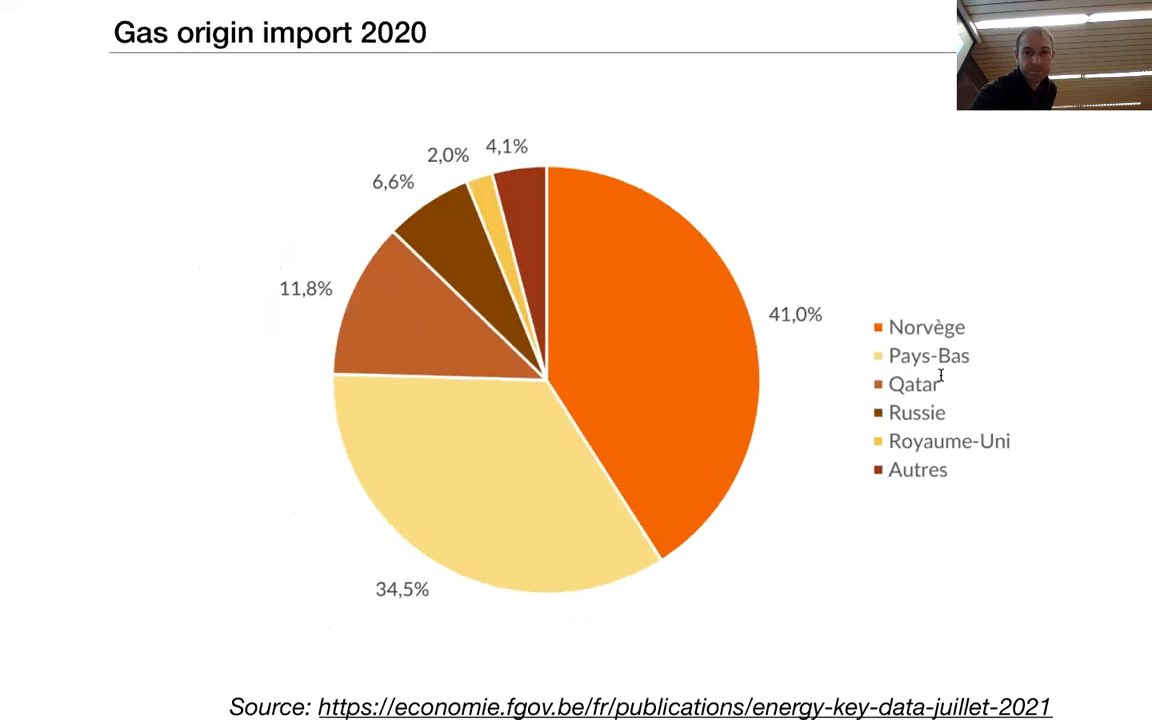 Gas origin import 2020
4,1%
2,0%
6,6%
11,8%
41,0%
34,5%
Norvège
Pays-Bas
Qatar
Russie
Royaume-Uni
Autres
Source: https://economie.fgov.be/fr/publications/energy-key-data-juillet-2021